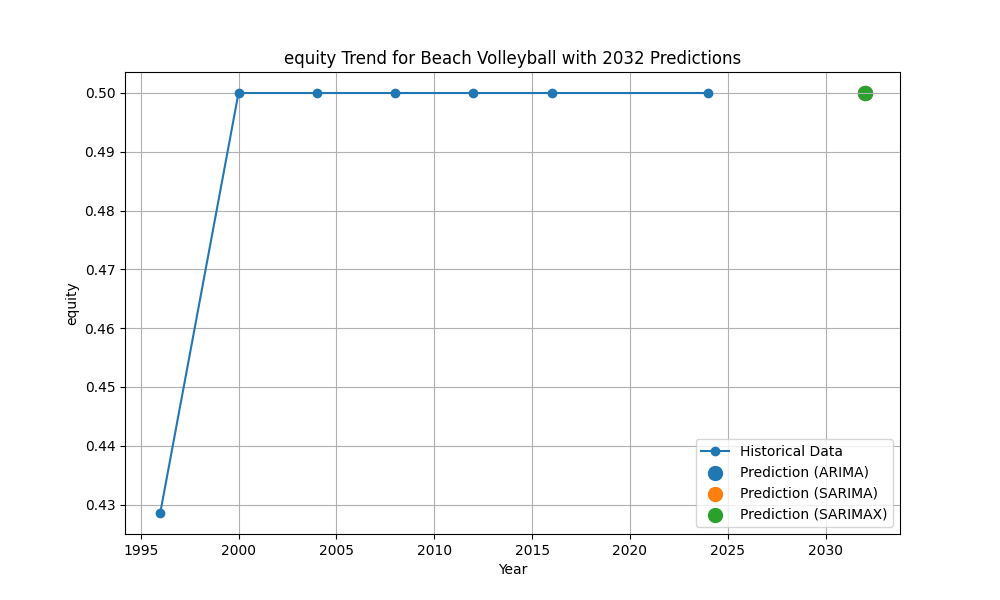 equity Trend for Beach Volleyball with 2032 Predictions
0.50
0.49
0.48
0.47
0.46
0.45
0.44
0.43
equity
1995 2000 2005 2010 2015 2020 2025 2030
Year
Historical Data
Prediction (ARIMA)
Prediction (SARIMA)
Prediction (SARIMAX)